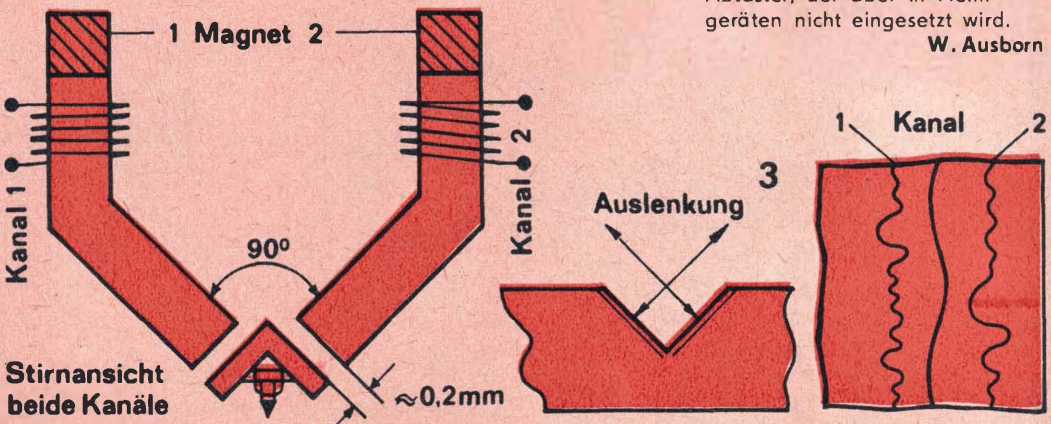 Abtaster, der aber in Heim-
geräten nicht eingesetzt wird.
W. Ausborn
1 Magnet 2
Kanal 1
Kanal 2
90°
Stirnansicht
beide Kanäle
≈0,2mm
3
Auslenkung
1 Kanal 2